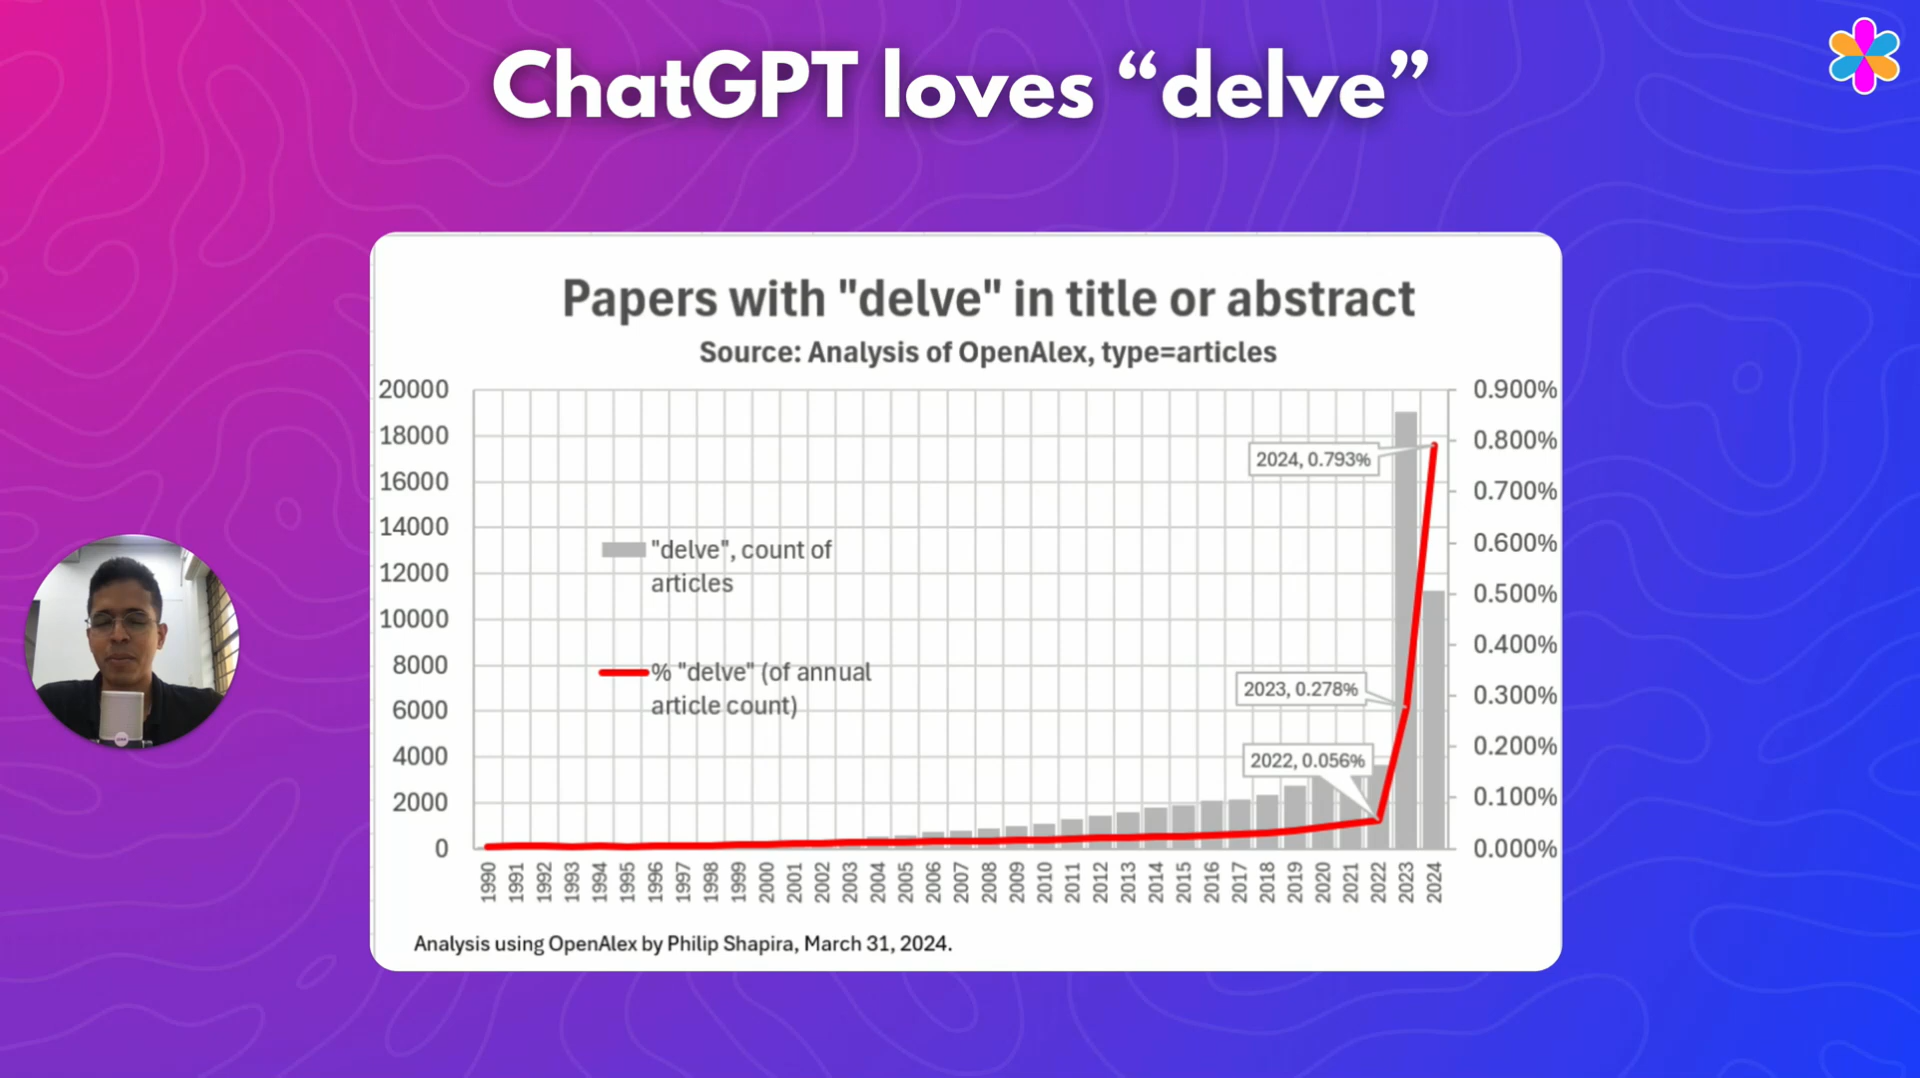 ChatGPT loves “delve”
Papers with "delve" in title or abstract
Source: Analysis of OpenAlex, type=articles
20000
18000
16000
14000
12000
10000
8000
6000
4000
2000
0
"delve", count of
articles
% "delve" (of annual
article count)
2024, 0.793%
2023, 0.278%
2022, 0.056%
0.900%
0.800%
0.700%
0.600%
0.500%
0.400%
0.300%
0.200%
0.100%
0.000%
1990 1991 1992 1993 1994 1995 1996 1997 1998 1999 2000 2001 2002 2003 2004 2005 2006 2007 2008 2009 2010 2011 2012 2013 2014 2015 2016 2017 2018 2019 2020 2021 2022 2023 2024
Analysis using OpenAlex by Philip Shapira, March 31, 2024.